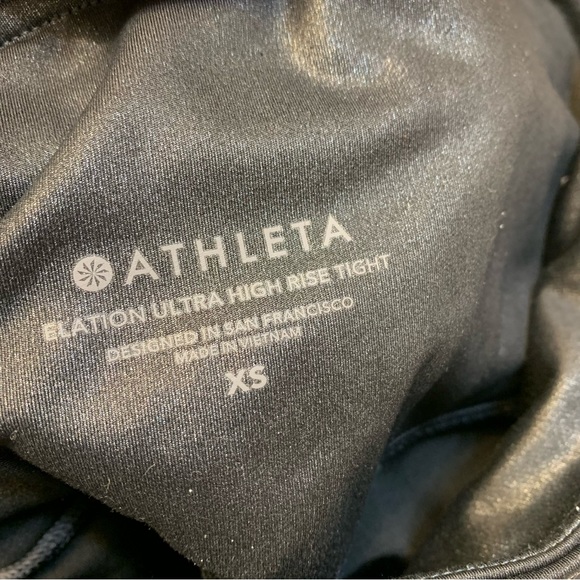 ATHLETA
ELATION ULTRA HIGH RISE TIGHT
DESIGNED IN SAN FRANCISCO
MADE IN VIETNAM
XS